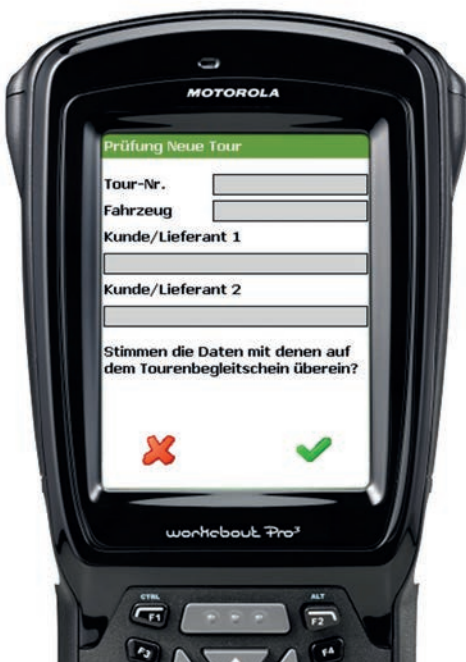 MOTOROLA
Prüfung Neue Tour
Tour-Nr.
Fahrzeug
Kunde/Lieferant 1
Kunde/Lieferant 2
Stimmen die Daten mit denen auf
dem Tourenbegleitschein überein?
workabout Pro³
CTRL ALT
F1 F2
F3 F4